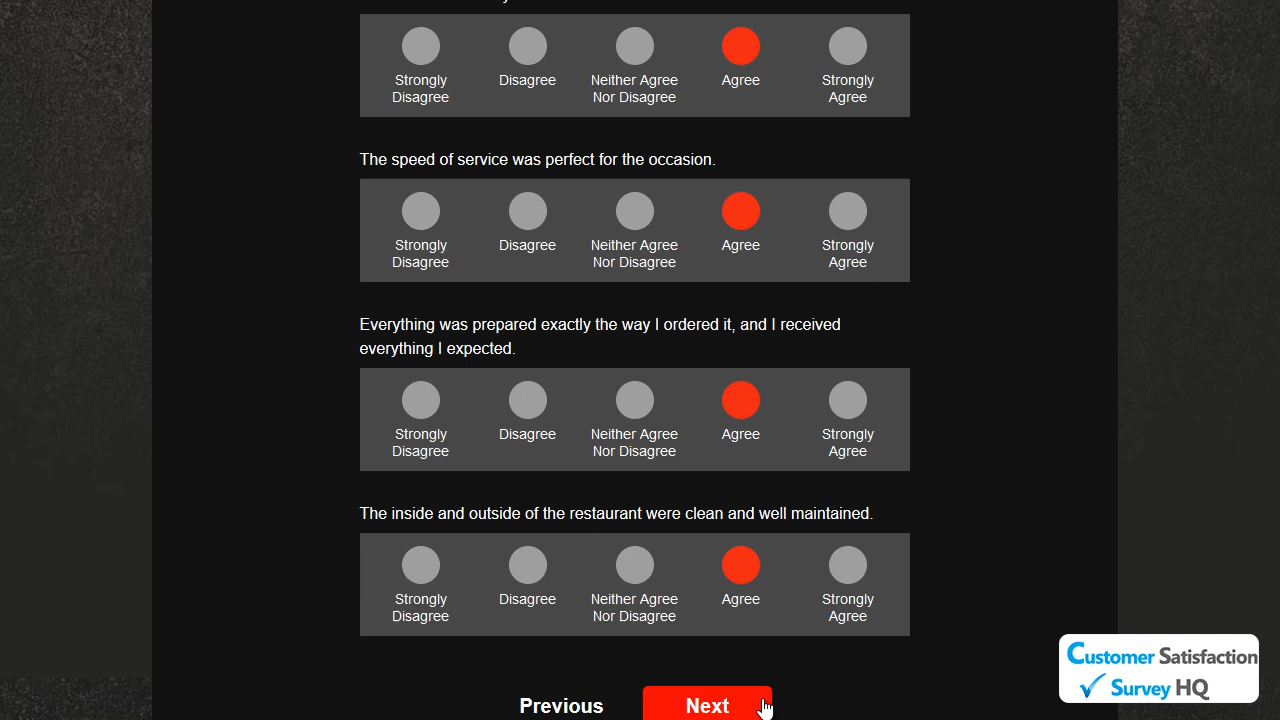 Strongly Disagree
Disagree
Neither Agree Nor Disagree
Agree
Strongly Agree
The speed of service was perfect for the occasion.
Strongly Disagree
Disagree
Neither Agree Nor Disagree
Agree
Strongly Agree
Everything was prepared exactly the way I ordered it, and I received
everything I expected.
Strongly Disagree
Disagree
Neither Agree Nor Disagree
Agree
Strongly Agree
The inside and outside of the restaurant were clean and well maintained.
Strongly Disagree
Disagree
Neither Agree Nor Disagree
Agree
Strongly Agree
Previous
Next
Customer Satisfaction
Survey HQ